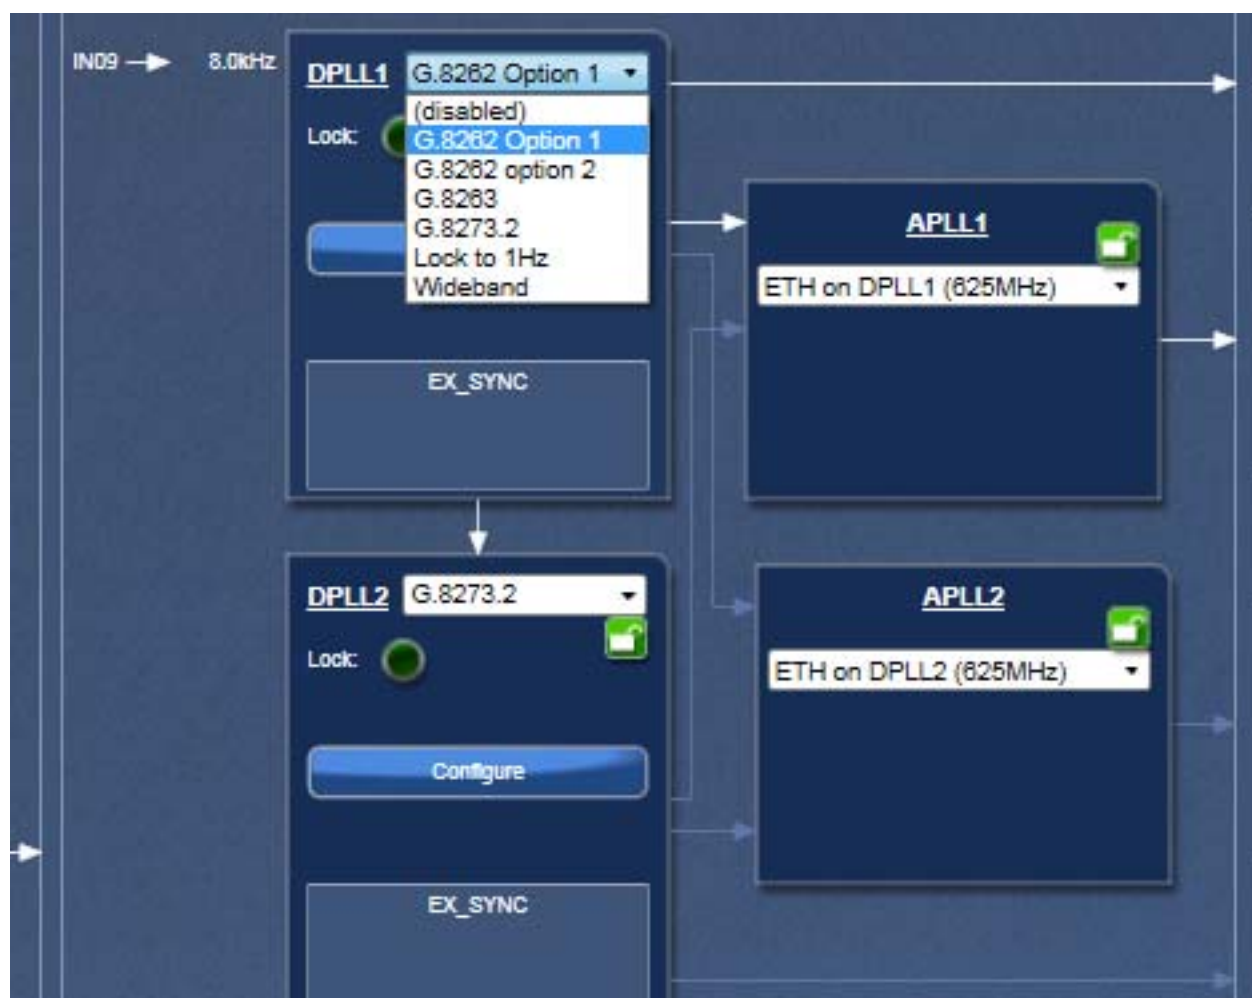 IN09 8.0kHz
DPLL1 G.8262 Option 1
(disabled)
Lock:
G.8262 Option 1
G.8262 option 2
G.8263
G.8273.2
Lock to 1Hz
Wideband
EX_SYNC
APLL1
ETH on DPLL1 (625MHz)
DPLL2 G.8273.2
Lock:
Configure
EX_SYNC
APLL2
ETH on DPLL2 (625MHz)